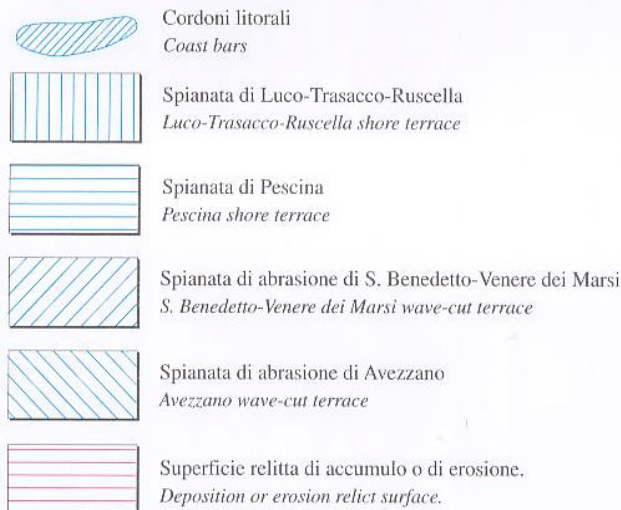 Cordoni litorali
Coast bars
Spianata di Luco-Trasacco-Ruscella
Luco-Trasacco-Ruscella shore terrace
Spianata di Pescina
Pescina shore terrace
Spianata di abrasione di S. Benedetto-Venere dei Marsi
S. Benedetto-Venere dei Marsi wave-cut terrace
Spianata di abrasione di Avezzano
Avezzano wave-cut terrace
Superficie relitta di accumulo o di erosione.
Deposition or erosion relict surface.